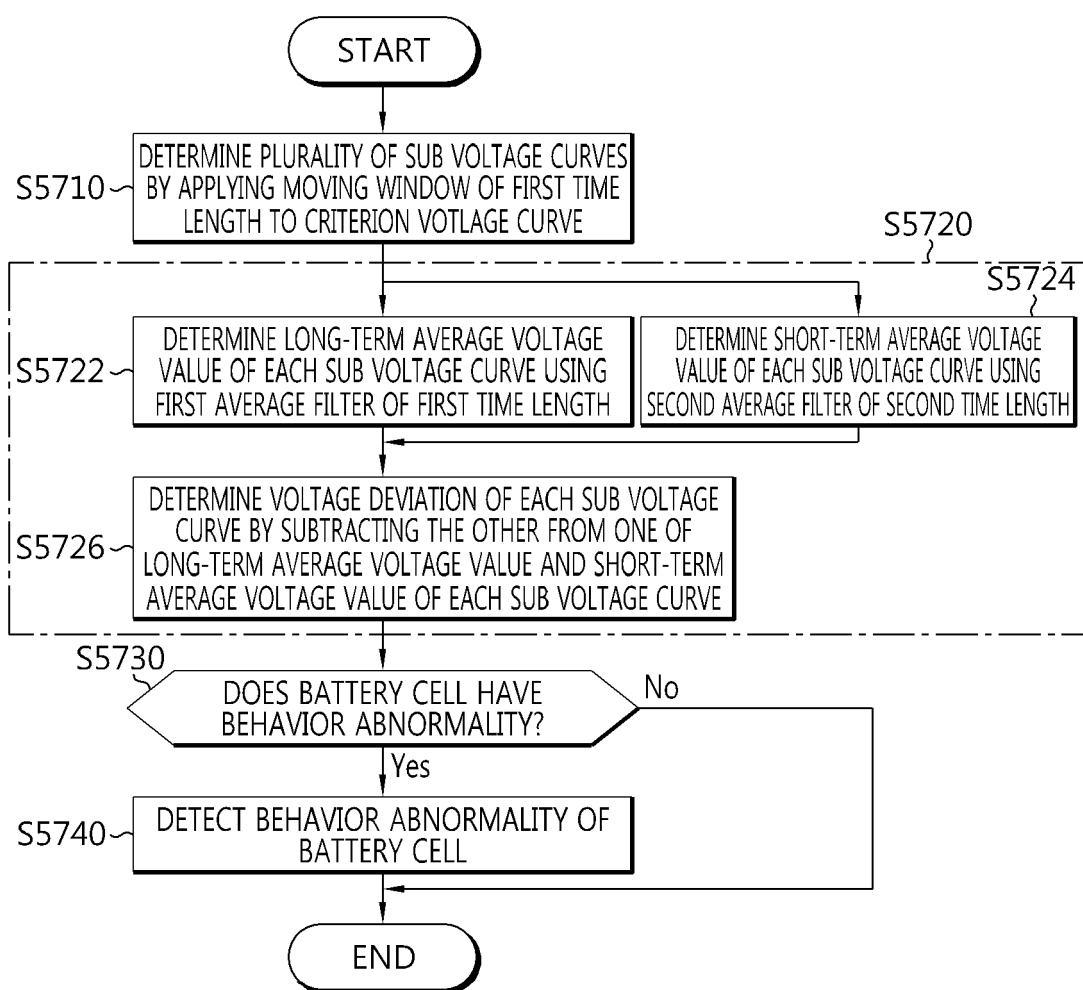 START
S5710
DETERMINE PLURALITY OF SUB VOLTAGE CURVES
BY APPLYING MOVING WINDOW OF FIRST TIME
LENGTH TO CRITERION VOTLAGE CURVE
S5720
S5724
S5722
DETERMINE LONG-TERM AVERAGE VOLTAGE
VALUE OF EACH SUB VOLTAGE CURVE USING
FIRST AVERAGE FILTER OF FIRST TIME LENGTH
DETERMINE SHORT-TERM AVERAGE VOLTAGE
VALUE OF EACH SUB VOLTAGE CURVE USING
SECOND AVERAGE FILTER OF SECOND TIME LENGTH
S5726
DETERMINE VOLTAGE DEVIATION OF EACH SUB VOLTAGE
CURVE BY SUBTRACTING THE OTHER FROM ONE OF
LONG-TERM AVERAGE VOLTAGE VALUE AND SHORT-TERM
AVERAGE VOLTAGE VALUE OF EACH SUB VOLTAGE CURVE
S5730
DOES BATTERY CELL HAVE
BEHAVIOR ABNORMALITY?
No
Yes
S5740
DETECT BEHAVIOR ABNORMALITY OF
BATTERY CELL
END